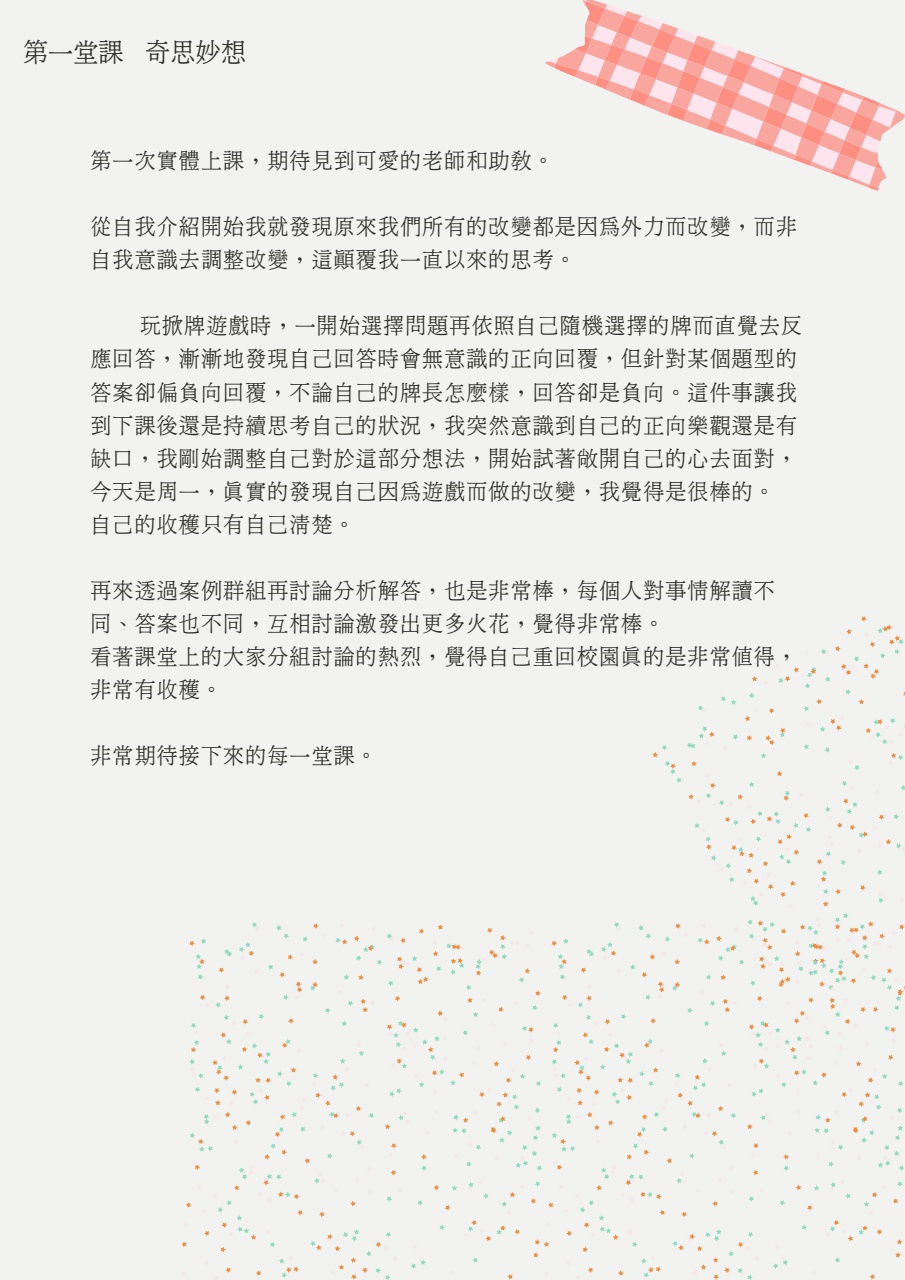 第一堂課 奇思妙想
第一次實體上課，期待見到可愛的老師和助教。
從自我介紹開始我就發現原來我們所有的改變都是因為外力而改變，而非
自我意識去調整改變，這顛覆我一直以來的思考。
玩掀牌遊戲時，一開始選擇問題再依照自己隨機選擇的牌而直覺去反
應回答，漸漸地發現自己回答時會無意識的正向回覆，但針對某個題型的
答案卻偏負向回覆，不論自己的牌長怎麼樣，回答卻是負向。這件事讓我
到下課後還是持續思考自己的狀況，我突然意識到自己的正向樂觀還是有
缺口，我剛始調整自己對於這部分想法，開始試著敞開自己的心去面對，
今天是周一，真實的發現自己因為遊戲而做的改變，我覺得是很棒的。
自己的收穫只有自己清楚。
再來透過案例群組再討論分析解答，也是非常棒，每個人對事情解讀不
同、答案也不同，互相討論激發出更多火花，覺得非常棒。
看著課堂上的大家分組討論的熱烈，覺得自己重回校園真的是非常值得，
非常有收穫。
非常期待接下來的每一堂課。